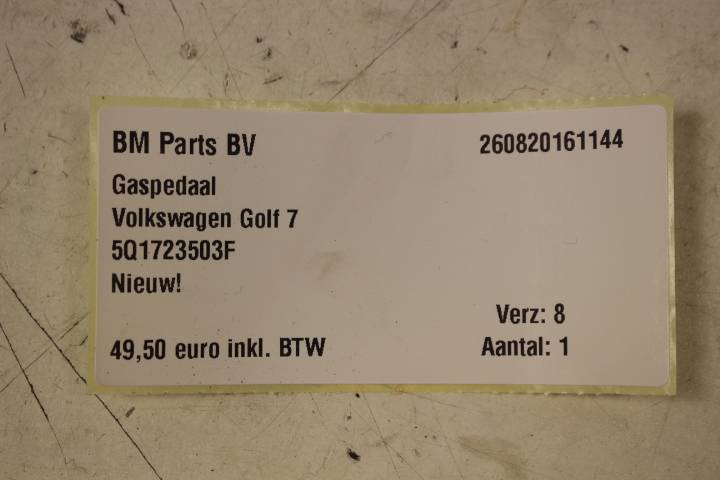 BM Parts BV 260820161144
Gaspedaal
Volkswagen Golf 7
5Q1723503F
Nieuw!
Verz: 8
49,50 euro inkl. BTW Aantal: 1